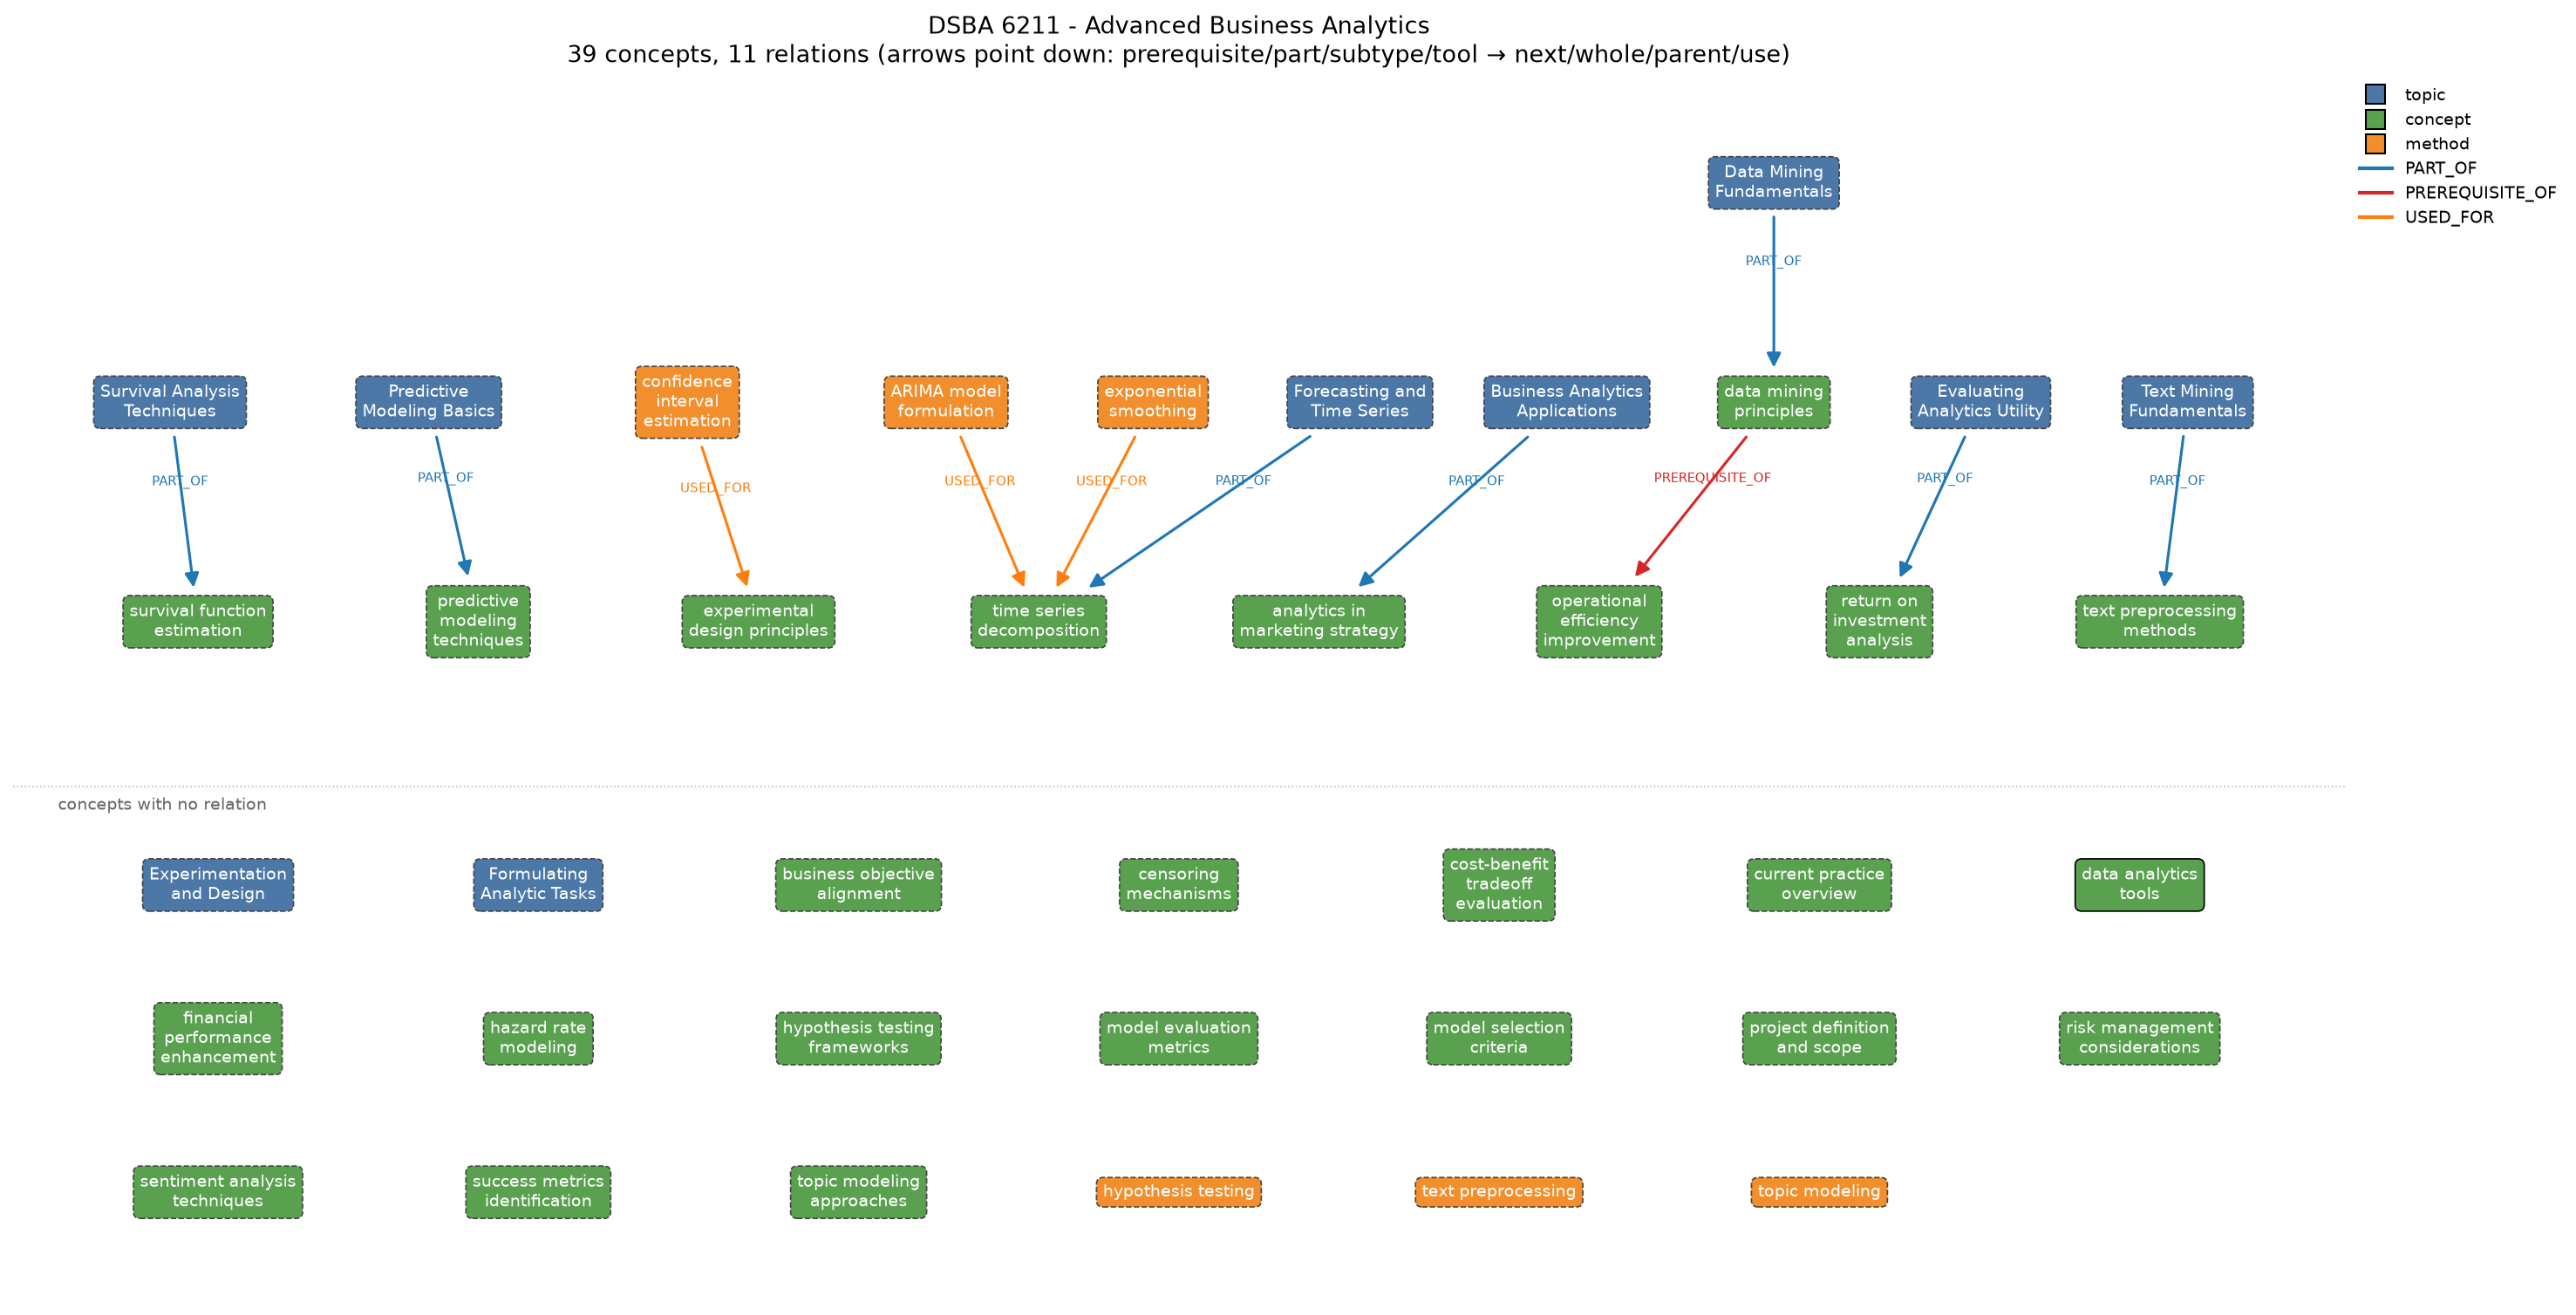 DSBA 6211 - Advanced Business Analytics
39 concepts, 11 relations (arrows point down: prerequisite/part/subtype/tool → next/whole/parent/use)
topic
concept
method
PART_OF
PREREQUISITE_OF
USED_FOR
Data Mining
Fundamentals
PART_OF
Survival Analysis
Techniques
Predictive
Modeling Basics
confidence
interval
estimation
ARIMA model
formulation
exponential
smoothing
Forecasting and
Time Series
Business Analytics
Applications
data mining
principles
Evaluating
Analytics Utility
Text Mining
Fundamentals
PART_OF
PART_OF
USED_FOR
USED_FOR
USED_FOR
PART_OF
PART_OF
PREREQUISITE_OF
PART_OF
PART_OF
survival function
estimation
predictive
modeling
techniques
experimental
design principles
time series
decomposition
analytics in
marketing strategy
operational
efficiency
improvement
return on
investment
analysis
text preprocessing
methods
concepts with no relation
Experimentation
and Design
Formulating
Analytic Tasks
business objective
alignment
censoring
mechanisms
cost-benefit
tradeoff
evaluation
current practice
overview
data analytics
tools
financial
performance
enhancement
hazard rate
modeling
hypothesis testing
frameworks
model evaluation
metrics
model selection
criteria
project definition
and scope
risk management
considerations
sentiment analysis
techniques
success metrics
identification
topic modeling
approaches
hypothesis testing
text preprocessing
topic modeling